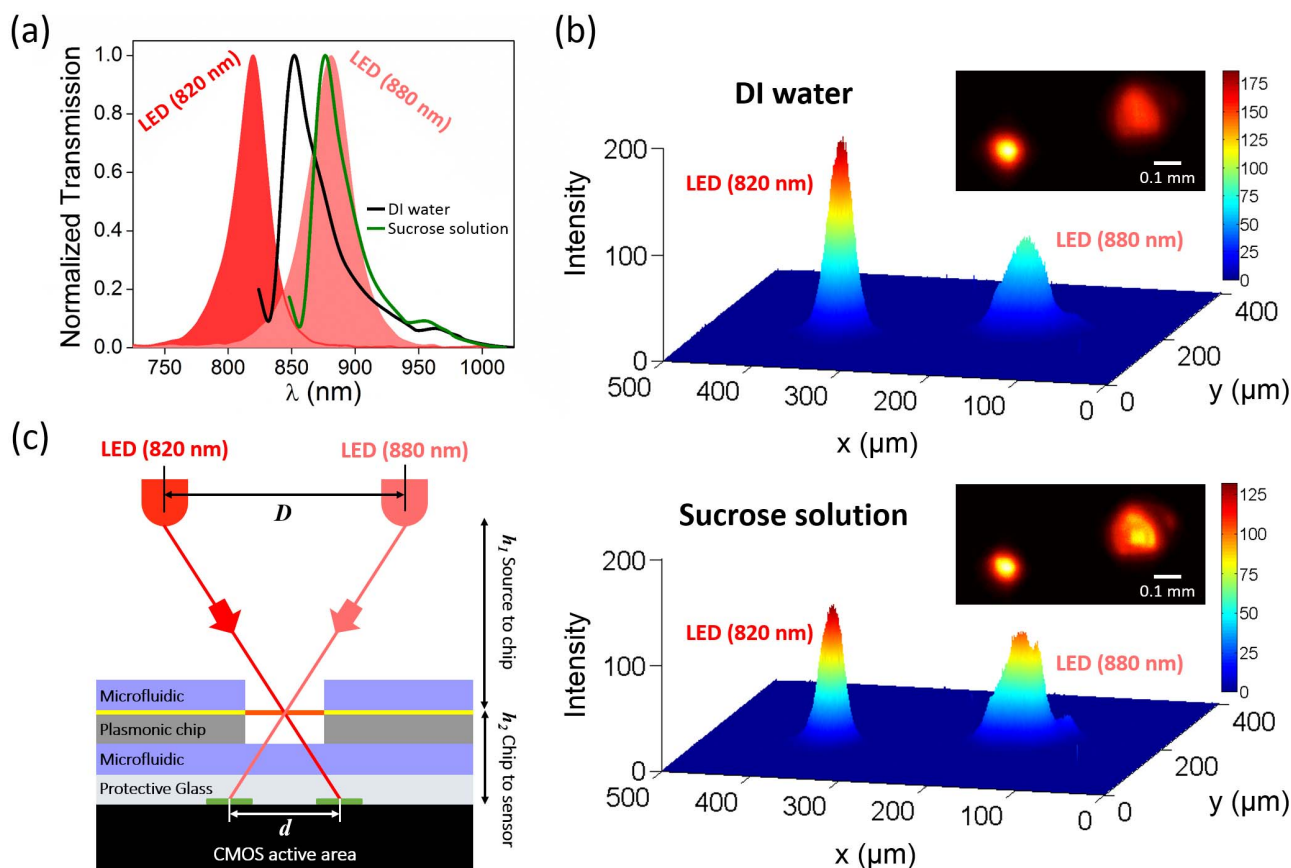 (a)
LED (820 nm)
LED (880 nm)
Normalized Transmission
1.0
0.8
0.6
0.4
0.2
0.0
DI water
Sucrose solution
750 800 850 900 950 1000
λ (nm)
(b)
DI water
LED (820 nm)
LED (880 nm)
0.1 mm
175
150
125
100
75
50
25
0
Intensity
200
100
0
500 400 300 200 100 0
x (µm)
0
200
400
y (µm)
Sucrose solution
LED (820 nm)
LED (880 nm)
0.1 mm
125
100
75
50
25
0
Intensity
200
100
0
500 400 300 200 100 0
x (µm)
0
200
400
y (µm)
(c)
LED (820 nm)
LED (880 nm)
D
h1 Source to chip
Microfluidic
Plasmonic chip
Microfluidic
Protective Glass
h2 Chip to sensor
d
CMOS active area